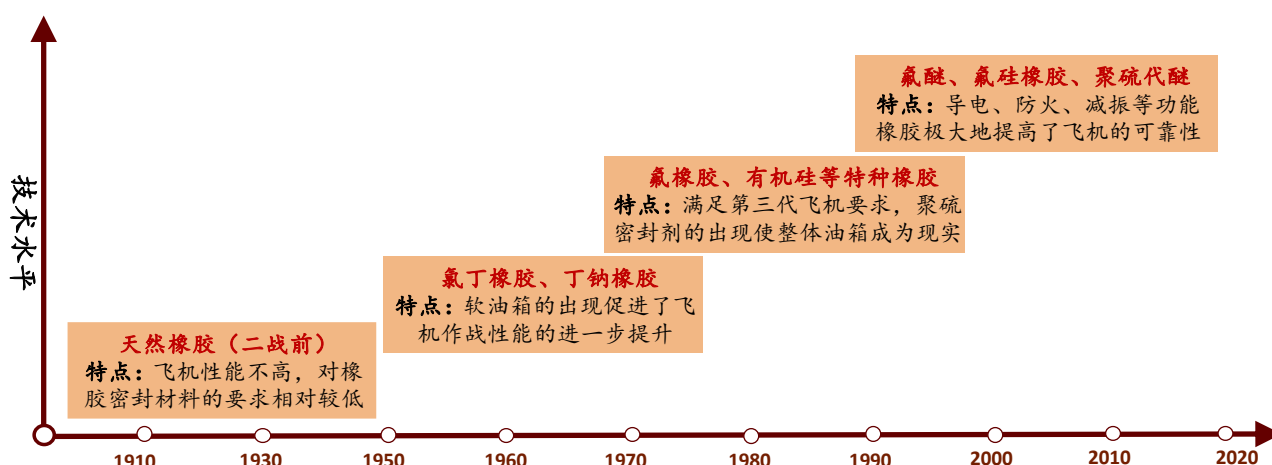 氟醚、氟硅橡胶、聚硫代醚
特点：导电、防火、减振等功能
橡胶极大地提高了飞机的可靠性
氟橡胶、有机硅等特种橡胶
特点：满足第三代飞机要求，聚硫
密封剂的出现使整体油箱成为现实
氯丁橡胶、丁钠橡胶
特点：软油箱的出现促进了飞
机作战性能的进一步提升
天然橡胶（二战前）
特点：飞机性能不高，对橡
胶密封材料的要求相对较低
技术水平
1910 1930 1950 1960 1970 1980 1990 2000 2010 2020